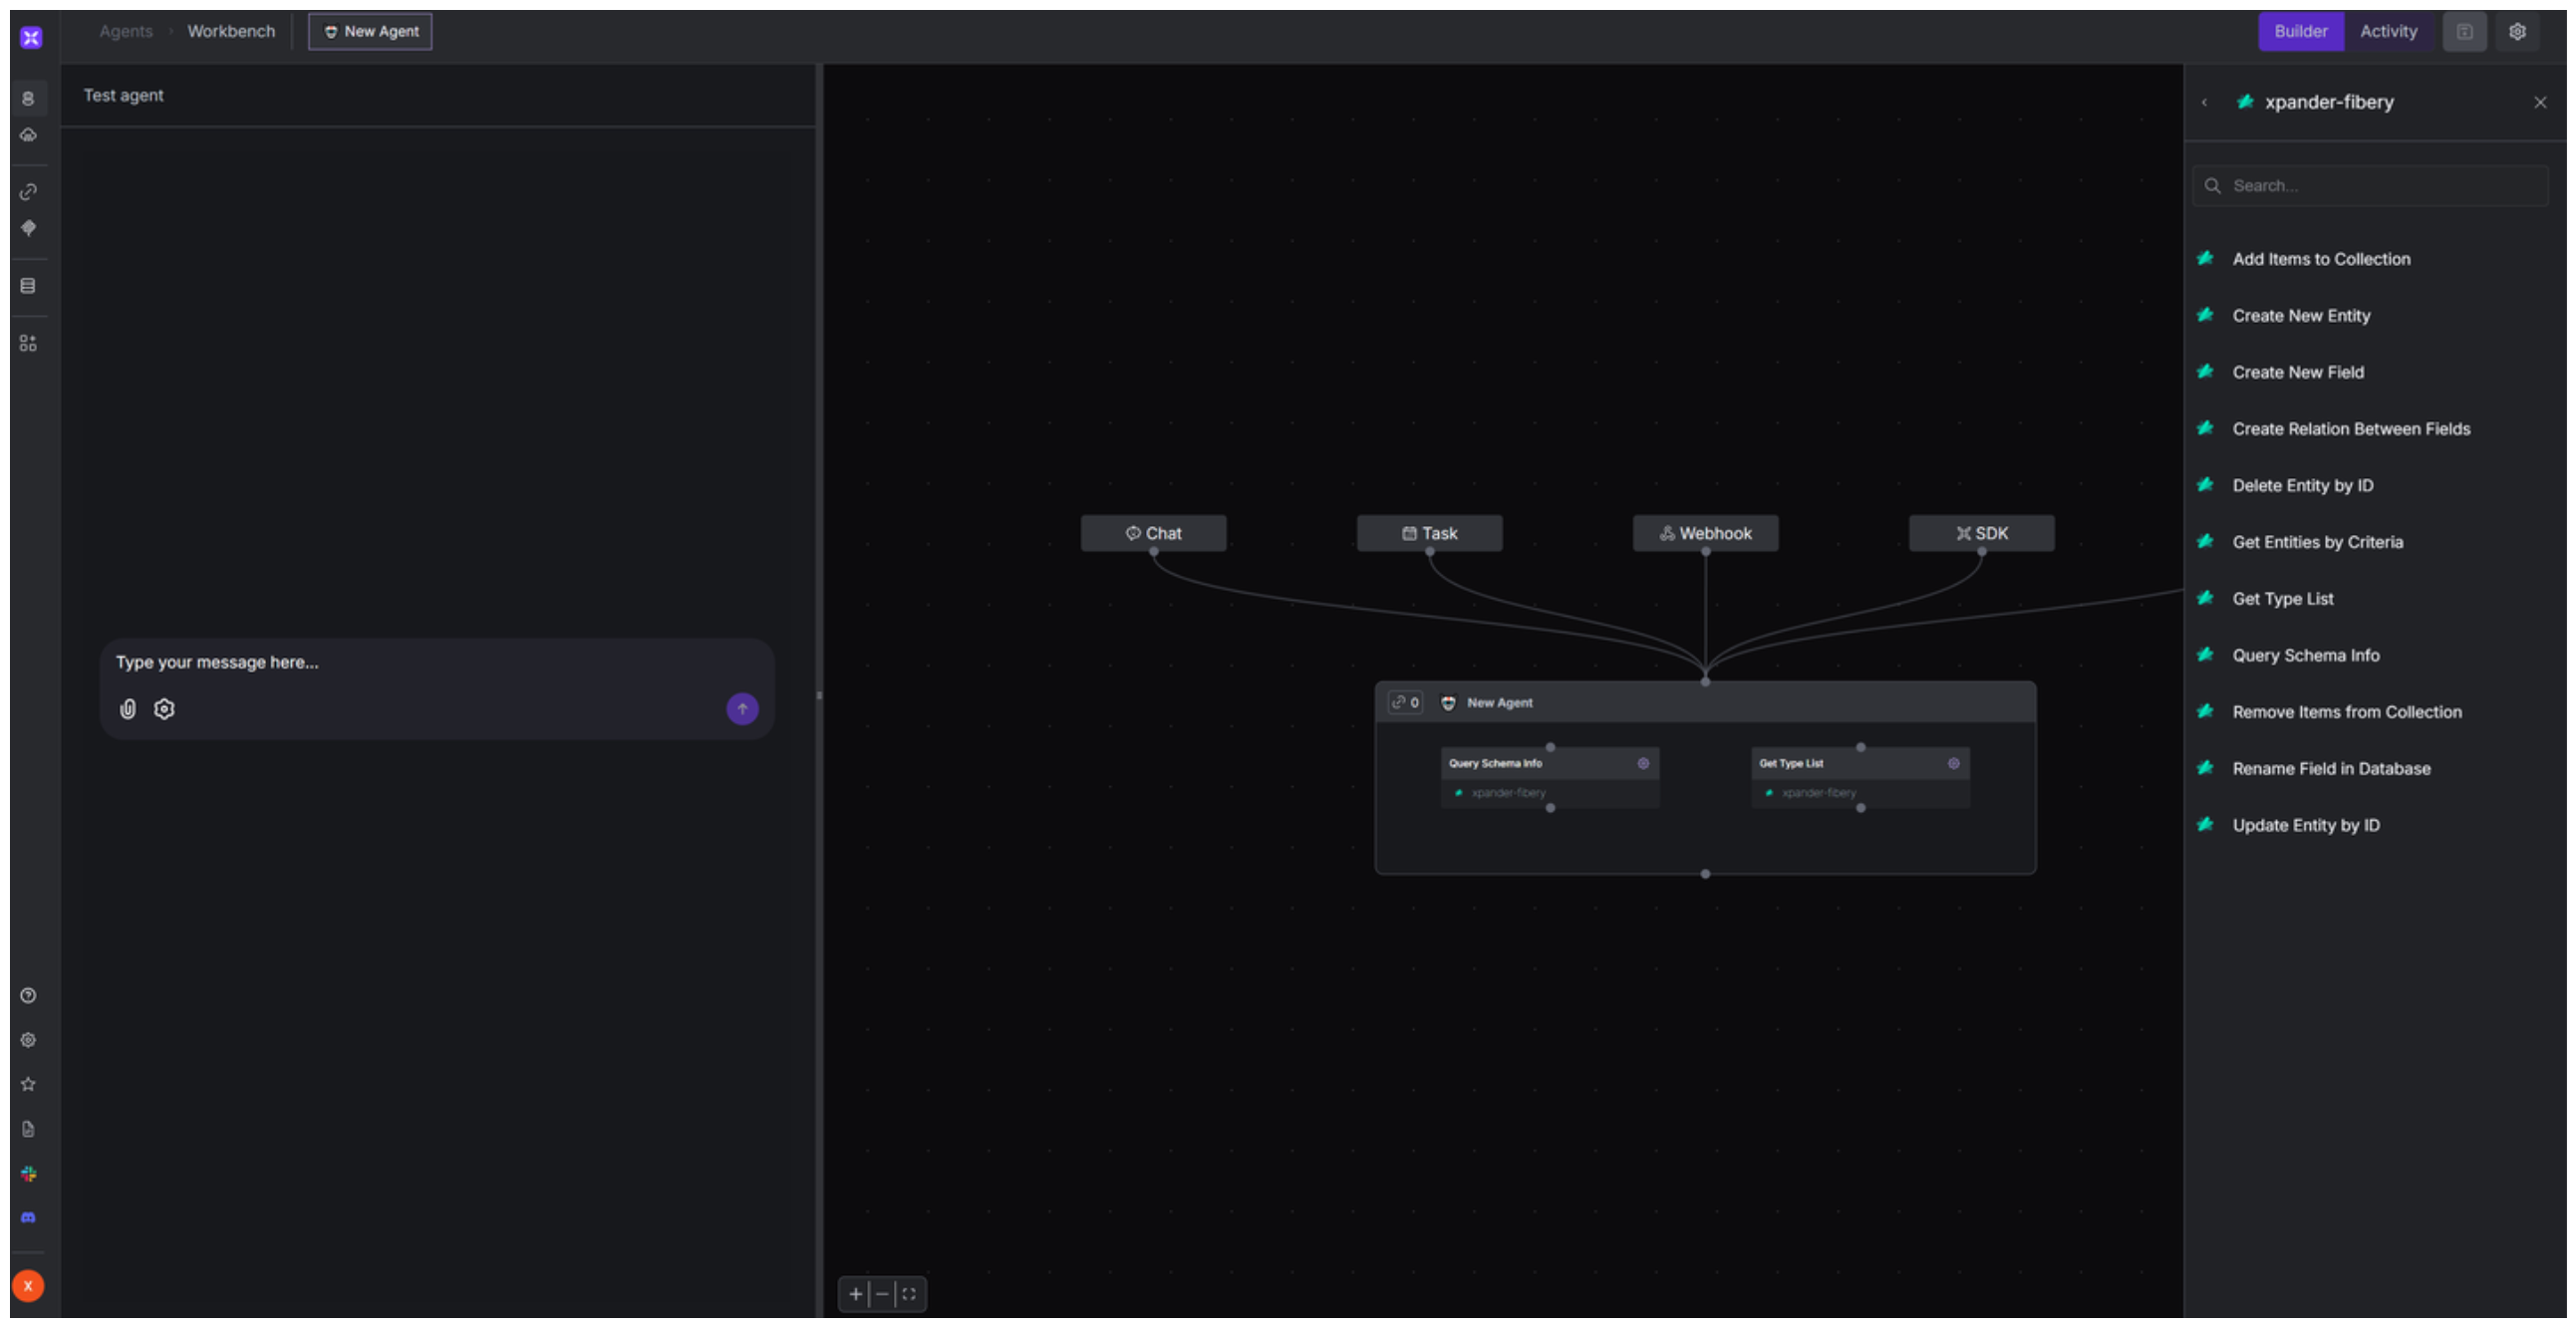 Agents › Workbench
New Agent
Builder
Activity
Test agent
Type your message here...
Chat
Task
Webhook
SDK
0
New Agent
Query Schema Info
xpander-fibery
Get Type List
xpander-fibery
xpander-fibery
Search...
Add Items to Collection
Create New Entity
Create New Field
Create Relation Between Fields
Delete Entity by ID
Get Entities by Criteria
Get Type List
Query Schema Info
Remove Items from Collection
Rename Field in Database
Update Entity by ID
X